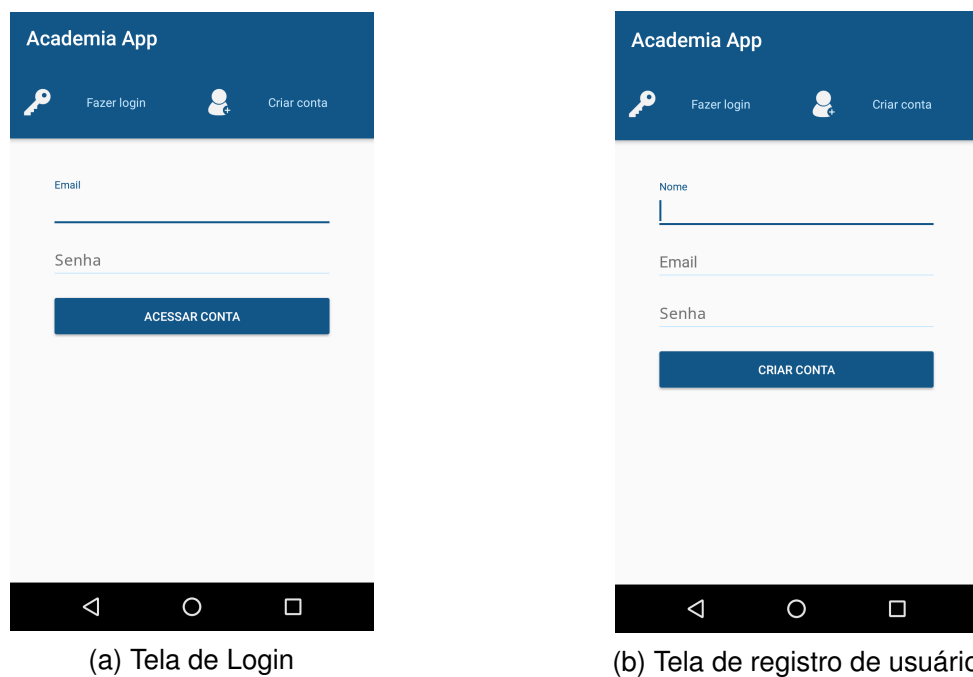 Academia App
Fazer login
Criar conta
Email
Senha
ACESSAR CONTA
(a) Tela de Login
Academia App
Fazer login
Criar conta
Nome
Email
Senha
CRIAR CONTA
(b) Tela de registro de usuário